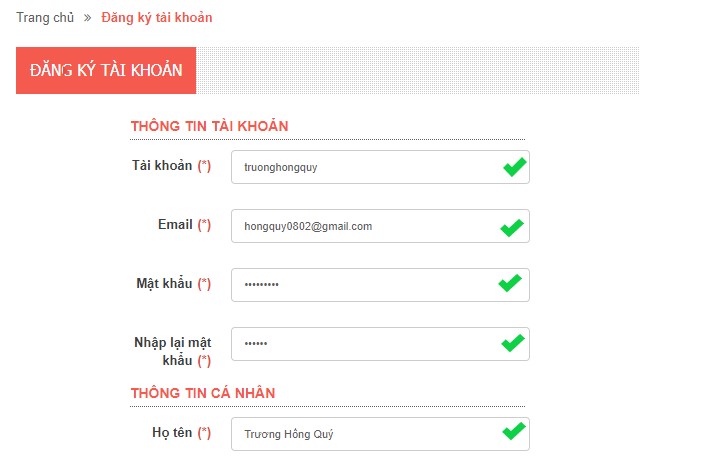 Trang chủ » Đăng ký tài khoản
ĐĂNG KÝ TÀI KHOẢN
THÔNG TIN TÀI KHOẢN
Tài khoản (*) truonghongquy
Email (*) hongquy0802@gmail.com
Mật khẩu (*) •••••••••
Nhập lại mật
khẩu (*) ••••••
THÔNG TIN CÁ NHÂN
Họ tên (*) Trương Hồng Quý